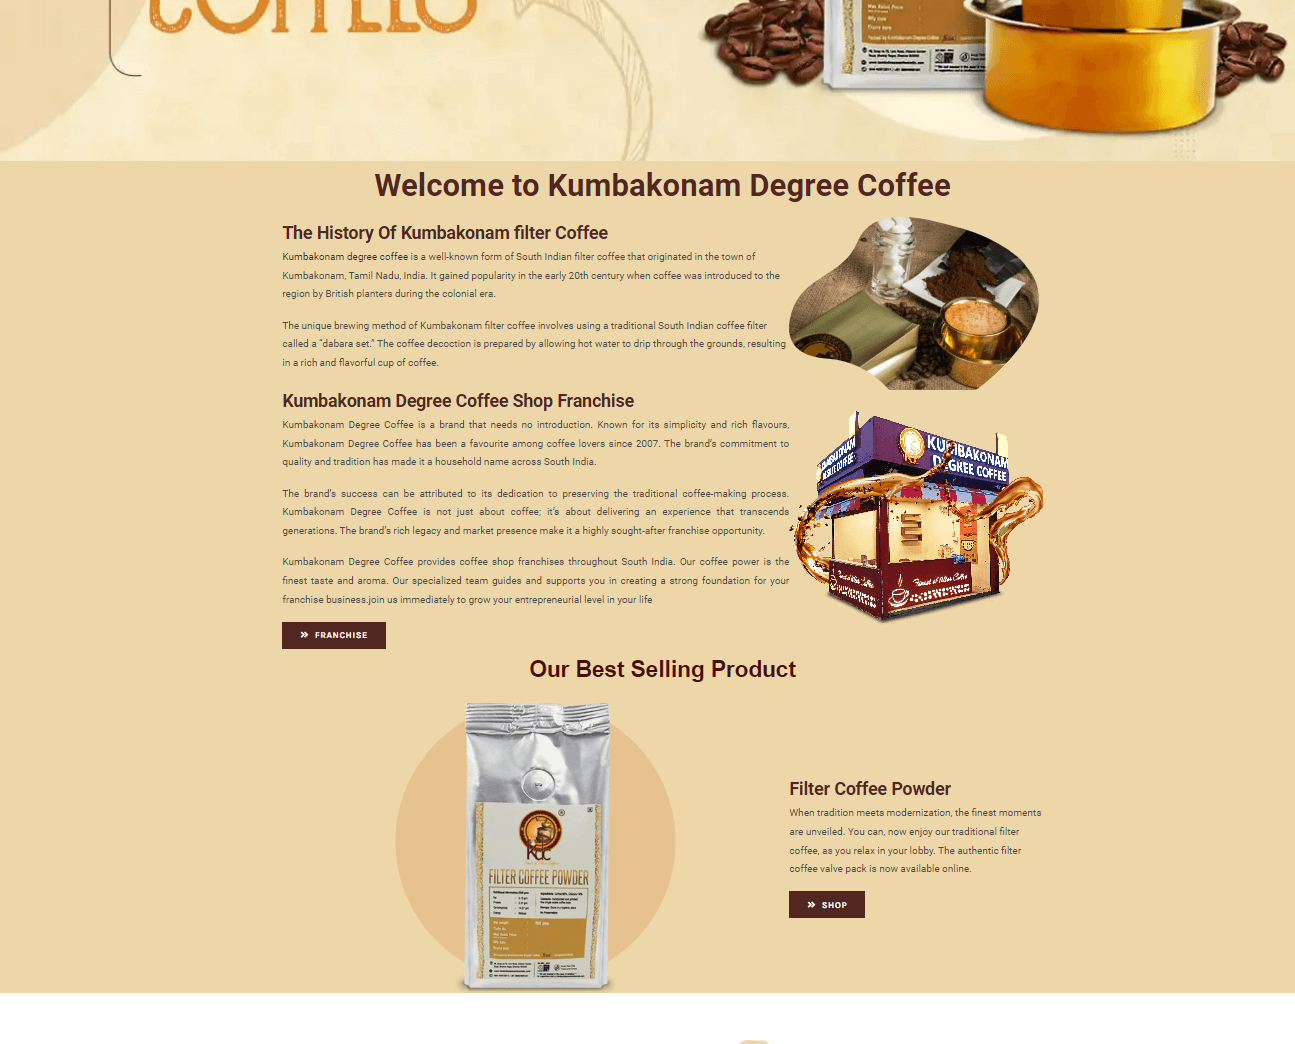 COFFEES
Welcome to Kumbakonam Degree Coffee
The History Of Kumbakonam filter Coffee
Kumbakonam degree coffee is a well-known form of South Indian filter coffee that originated in the town of
Kumbakonam, Tamil Nadu, India. It gained popularity in the early 20th century when coffee was introduced to the
region by British planters during the colonial era.
The unique brewing method of Kumbakonam filter coffee involves using a traditional South Indian coffee filter
called a “dabara set.” The coffee decoction is prepared by allowing hot water to drip through the grounds, resulting
in a rich and flavorful cup of coffee.
Kumbakonam Degree Coffee Shop Franchise
Kumbakonam Degree Coffee is a brand that needs no introduction. Known for its simplicity and rich flavours,
Kumbakonam Degree Coffee has been a favourite among coffee lovers since 2007. The brand’s commitment to
quality and tradition has made it a household name across South India.
The brand’s success can be attributed to its dedication to preserving the traditional coffee-making process.
Kumbakonam Degree Coffee is not just about coffee; it’s about delivering an experience that transcends
generations. The brand’s rich legacy and market presence make it a highly sought-after franchise opportunity.
Kumbakonam Degree Coffee provides coffee shop franchises throughout South India. Our coffee power is the
finest taste and aroma. Our specialized team guides and supports you in creating a strong foundation for your
franchise business.join us immediately to grow your entrepreneurial level in your life
FRANCHISE
KUMBAKONAM
DEGREE COFFEE
KUMBAKONAM
DEGREE COFFEE
Our Best Selling Product
kdc
FILTER COFFEE POWDER
Filter Coffee Powder
When tradition meets modernization, the finest moments
are unveiled. You can, now enjoy our traditional filter
coffee, as you relax in your lobby. The authentic filter
coffee valve pack is now available online.
SHOP